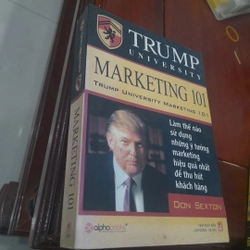 TRUMP
UNIVERSITY
MARKETING 101
TRUMP UNIVERSITY MARKETING 101
Làm thế nào
sử dụng
những ý tưởng
marketing
hiệu quả nhất
để thu hút
khách hàng
DON SEXTON
alphabooks
MARKETING 101